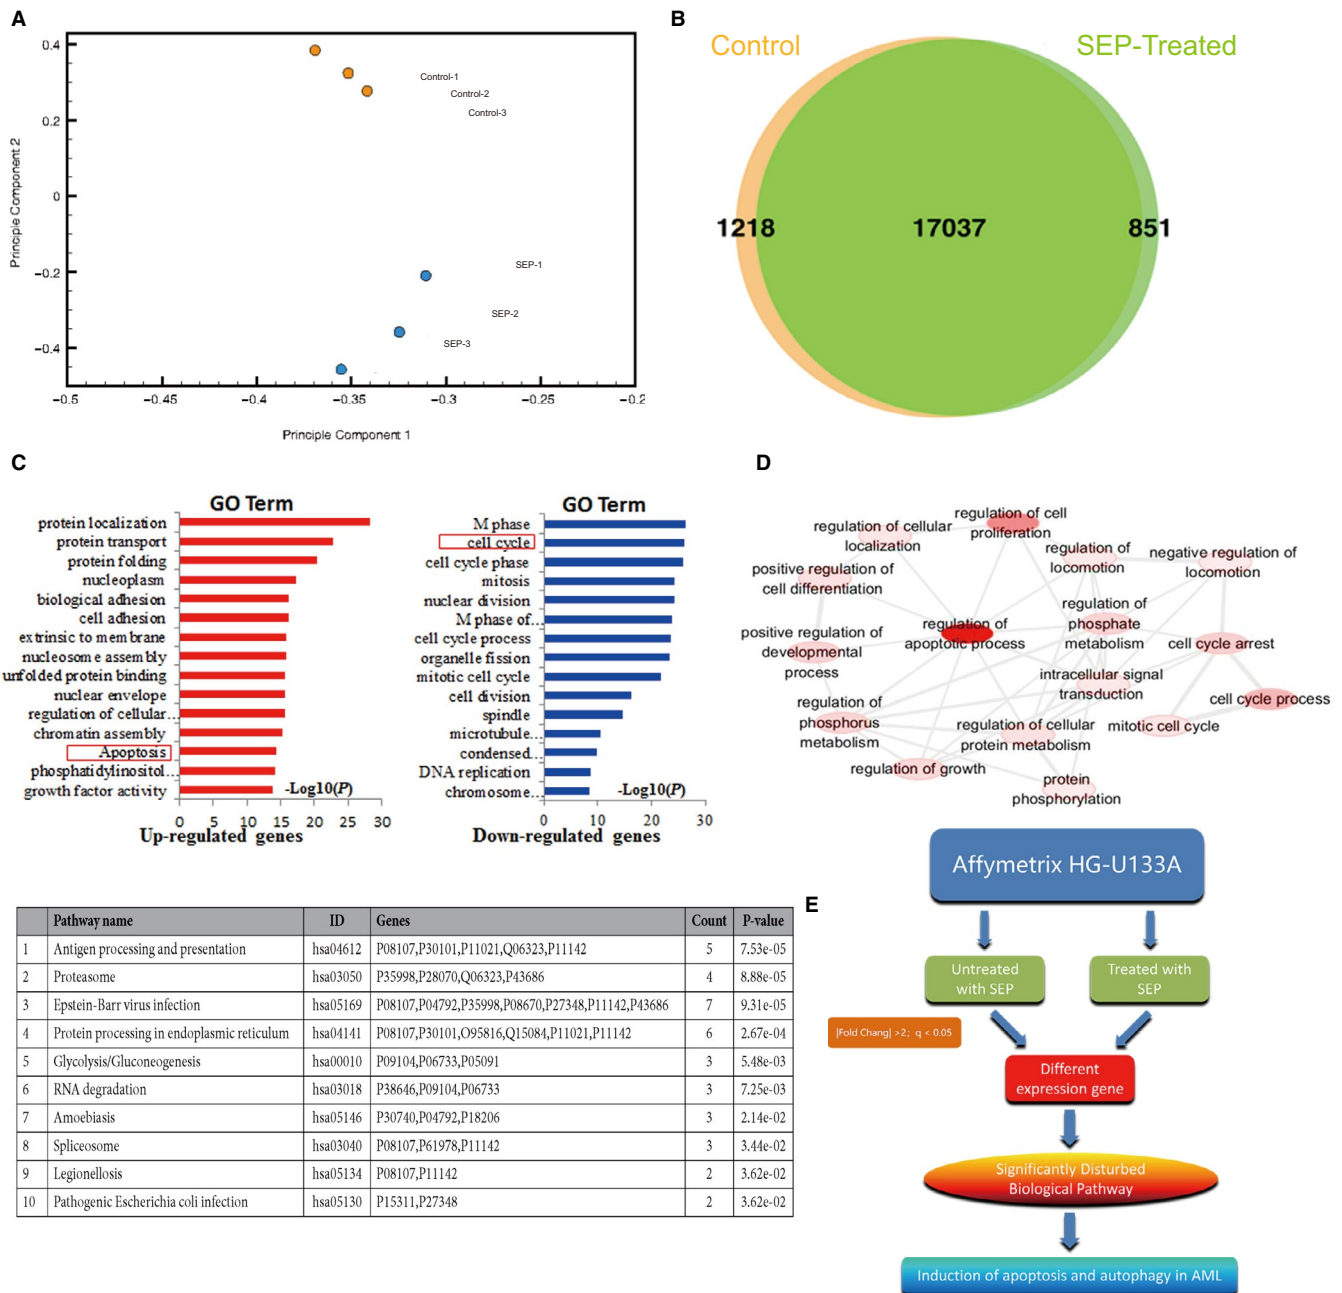 A
0.4
0.2
0
−0.2
−0.4
−0.5
−0.45
−0.4
−0.35
−0.3
−0.25
−0.2
Principle Component 2
Principle Component 1
Control-1
Control-2
Control-3
SEP-1
SEP-2
SEP-3
B
Control
SEP-Treated
1218
17037
851
C
GO Term
protein localization
protein transport
protein folding
nucleoplasm
biological adhesion
cell adhesion
extrinsic to membrane
nucleosome assembly
unfolded protein binding
nuclear envelope
regulation of cellular...
chromatin assembly
Apoptosis
phosphatidylinositol...
growth factor activity
-Log10(P)
0 5 10 15 20 25 30
Up-regulated genes
GO Term
M phase
cell cycle
cell cycle phase
mitosis
nuclear division
M phase of...
cell cycle process
organelle fission
mitotic cell cycle
cell division
spindle
microtubule...
condensed...
DNA replication
chromosome...
-Log10(P)
0 10 20 30
Down-regulated genes
D
regulation of cell
proliferation
regulation of cellular
localization
regulation of
locomotion
negative regulation of
locomotion
positive regulation of
cell differentiation
regulation of
phosphate
metabolism
regulation of
apoptotic process
positive regulation of
developmental
process
cell cycle arrest
intracellular signal
transduction
cell cycle process
regulation of
phosphorus
metabolism
regulation of cellular
protein metabolism
mitotic cell cycle
regulation of growth
protein
phosphorylation
Pathway name ID Genes Count P-value
1 Antigen processing and presentation hsa04612 P08107,P30101,P11021,Q06323,P11142 5 7.53e-05
2 Proteasome hsa03050 P35998,P28070,Q06323,P43686 4 8.88e-05
3 Epstein-Barr virus infection hsa05169 P08107,P04792,P35998,P08670,P27348,P11142,P43686 7 9.31e-05
4 Protein processing in endoplasmic reticulum hsa04141 P08107,P30101,O95816,Q15084,P11021,P11142 6 2.67e-04
5 Glycolysis/Gluconeogenesis hsa00010 P09104,P06733,P05091 3 5.48e-03
6 RNA degradation hsa03018 P38646,P09104,P06733 3 7.25e-03
7 Amoebiasis hsa05146 P30740,P04792,P18206 3 2.14e-02
8 Spliceosome hsa03040 P08107,P61978,P11142 3 3.44e-02
9 Legionellosis hsa05134 P08107,P11142 2 3.62e-02
10 Pathogenic Escherichia coli infection hsa05130 P15311,P27348 2 3.62e-02
E
Affymetrix HG-U133A
Untreated
with SEP
Treated with
SEP
|Fold Chang| >2; q < 0.05
Different
expression gene
Significantly Disturbed
Biological Pathway
Induction of apoptosis and autophagy in AML